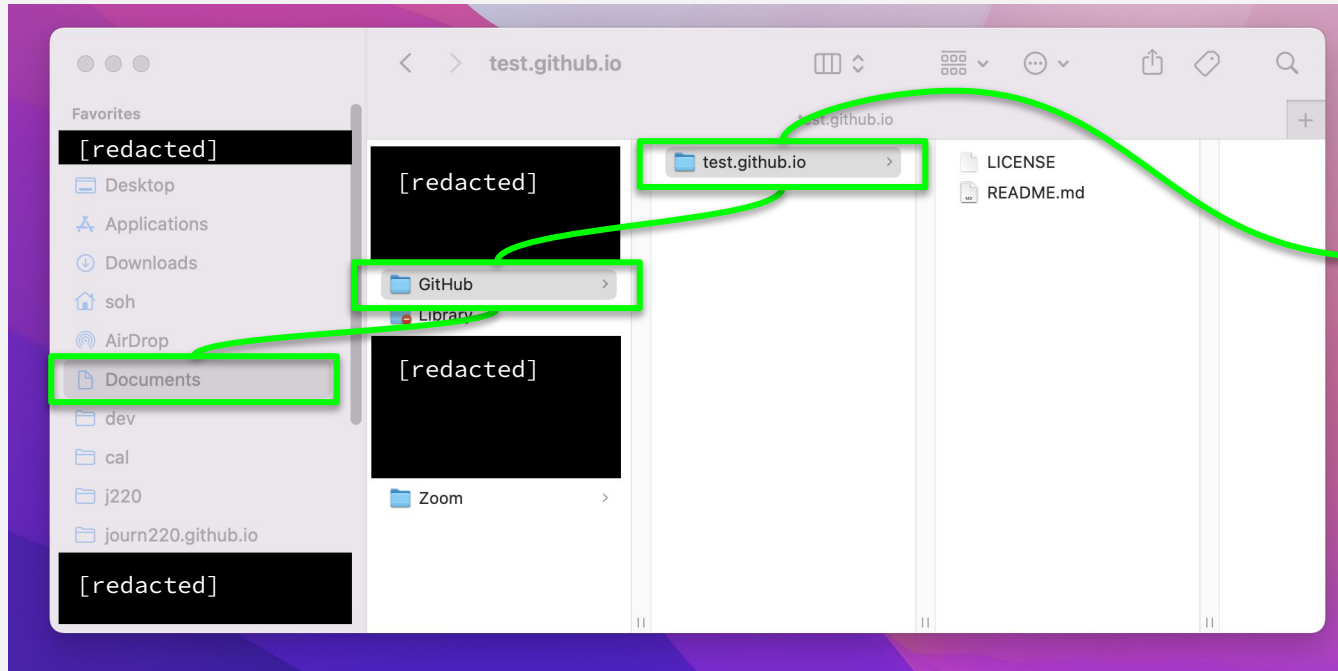 test.github.io
Favorites
test.github.io
[redacted]
Desktop
Applications
Downloads
soh
AirDrop
Documents
dev
cal
j220
journ220.github.io
[redacted]
[redacted]
GitHub
Library
[redacted]
Zoom
test.github.io
LICENSE
MD
README.md